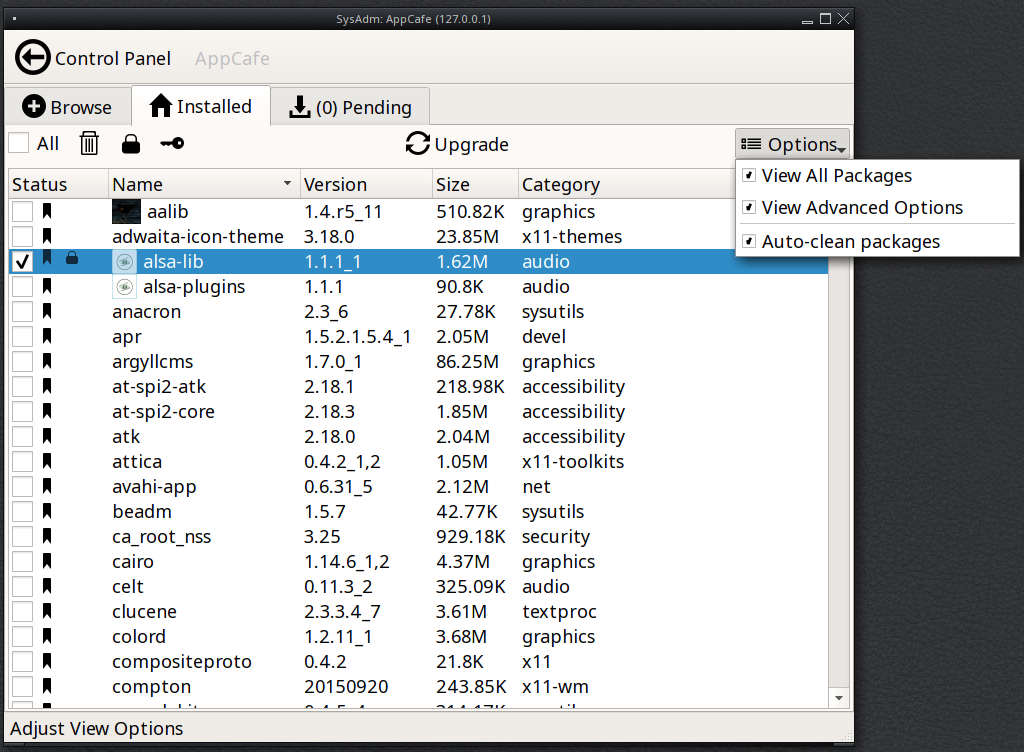 SysAdm: AppCafe (127.0.0.1)
Control Panel AppCafe
Browse Installed (0) Pending
All Upgrade Options
View All Packages
View Advanced Options
Auto-clean packages
Status Name Version Size Category
aalib 1.4.r5_11 510.82K graphics
adwaita-icon-theme 3.18.0 23.85M x11-themes
alsa-lib 1.1.1_1 1.62M audio
alsa-plugins 1.1.1 90.8K audio
anacron 2.3_6 27.78K sysutils
apr 1.5.2.1.5.4_1 2.05M devel
argyllcms 1.7.0_1 86.25M graphics
at-spi2-atk 2.18.1 218.98K accessibility
at-spi2-core 2.18.3 1.85M accessibility
atk 2.18.0 2.04M accessibility
attica 0.4.2_1,2 1.05M x11-toolkits
avahi-app 0.6.31_5 2.12M net
beadm 1.5.7 42.77K sysutils
ca_root_nss 3.25 929.18K security
cairo 1.14.6_1,2 4.37M graphics
celt 0.11.3_2 325.09K audio
clucene 2.3.3.4_7 3.61M textproc
colord 1.2.11_1 3.68M graphics
compositeproto 0.4.2 21.8K x11
compton 20150920 243.85K x11-wm
Adjust View Options